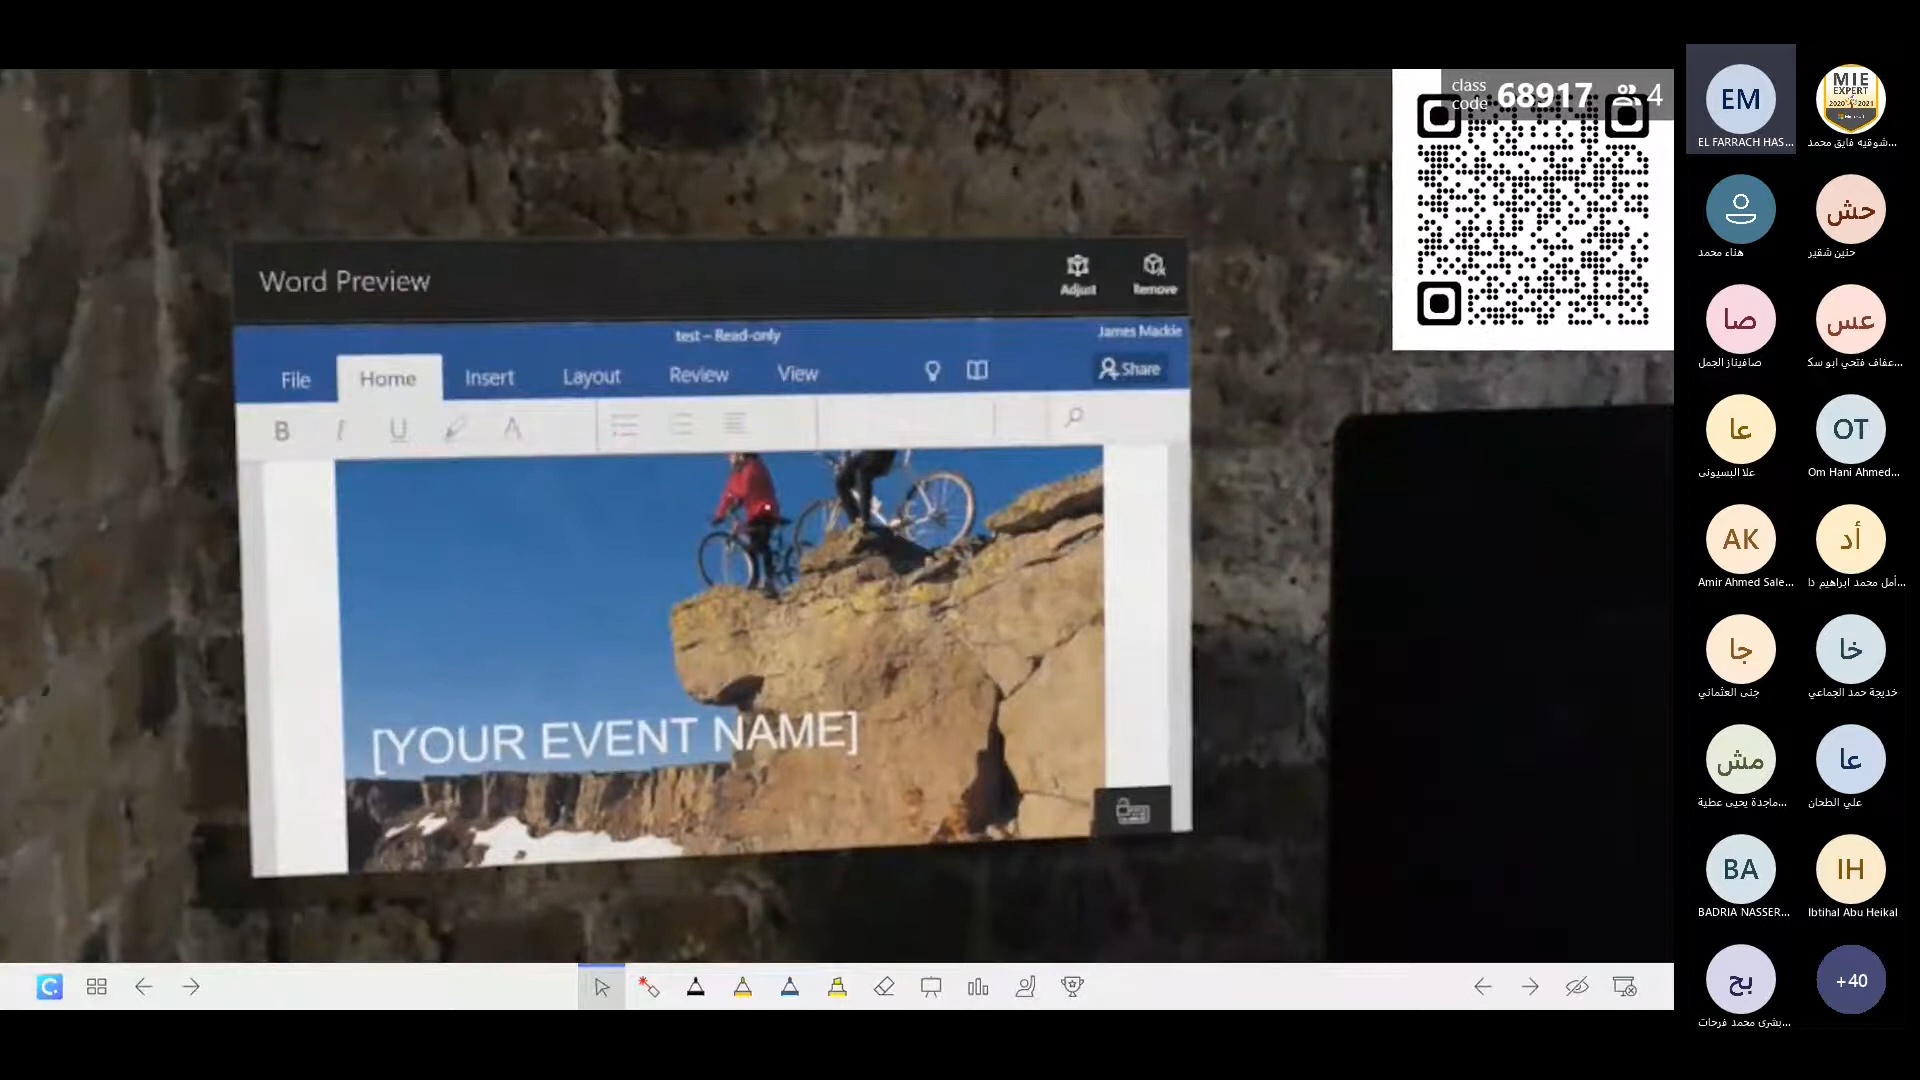 class code 68917 4
Word Preview
Adjust
Remove
test – Read-only
James Mackie
File Home Insert Layout Review View Share
B I U A
[YOUR EVENT NAME]
EM
EL FARRACH HAS...
MIE
EXPERT
2020 2021
Microsoft
شوقيه فايق محمد...
هناء محمد
حش
حنين شقير
صا
صافيناز الجمل
عس
عفاف فتحي ابو سك...
عا
علا البسيونى
OT
Om Hani Ahmed...
AK
Amir Ahmed Sale...
أد
أمل محمد ابراهيم دا...
جا
جنى العثماني
خا
خديجة حمد الجماعي
مش
ماجدة يحيى عطية...
عا
علي الطحان
BA
BADRIA NASSER...
IH
Ibtihal Abu Heikal
بح
بشرى محمد فرحات...
+40